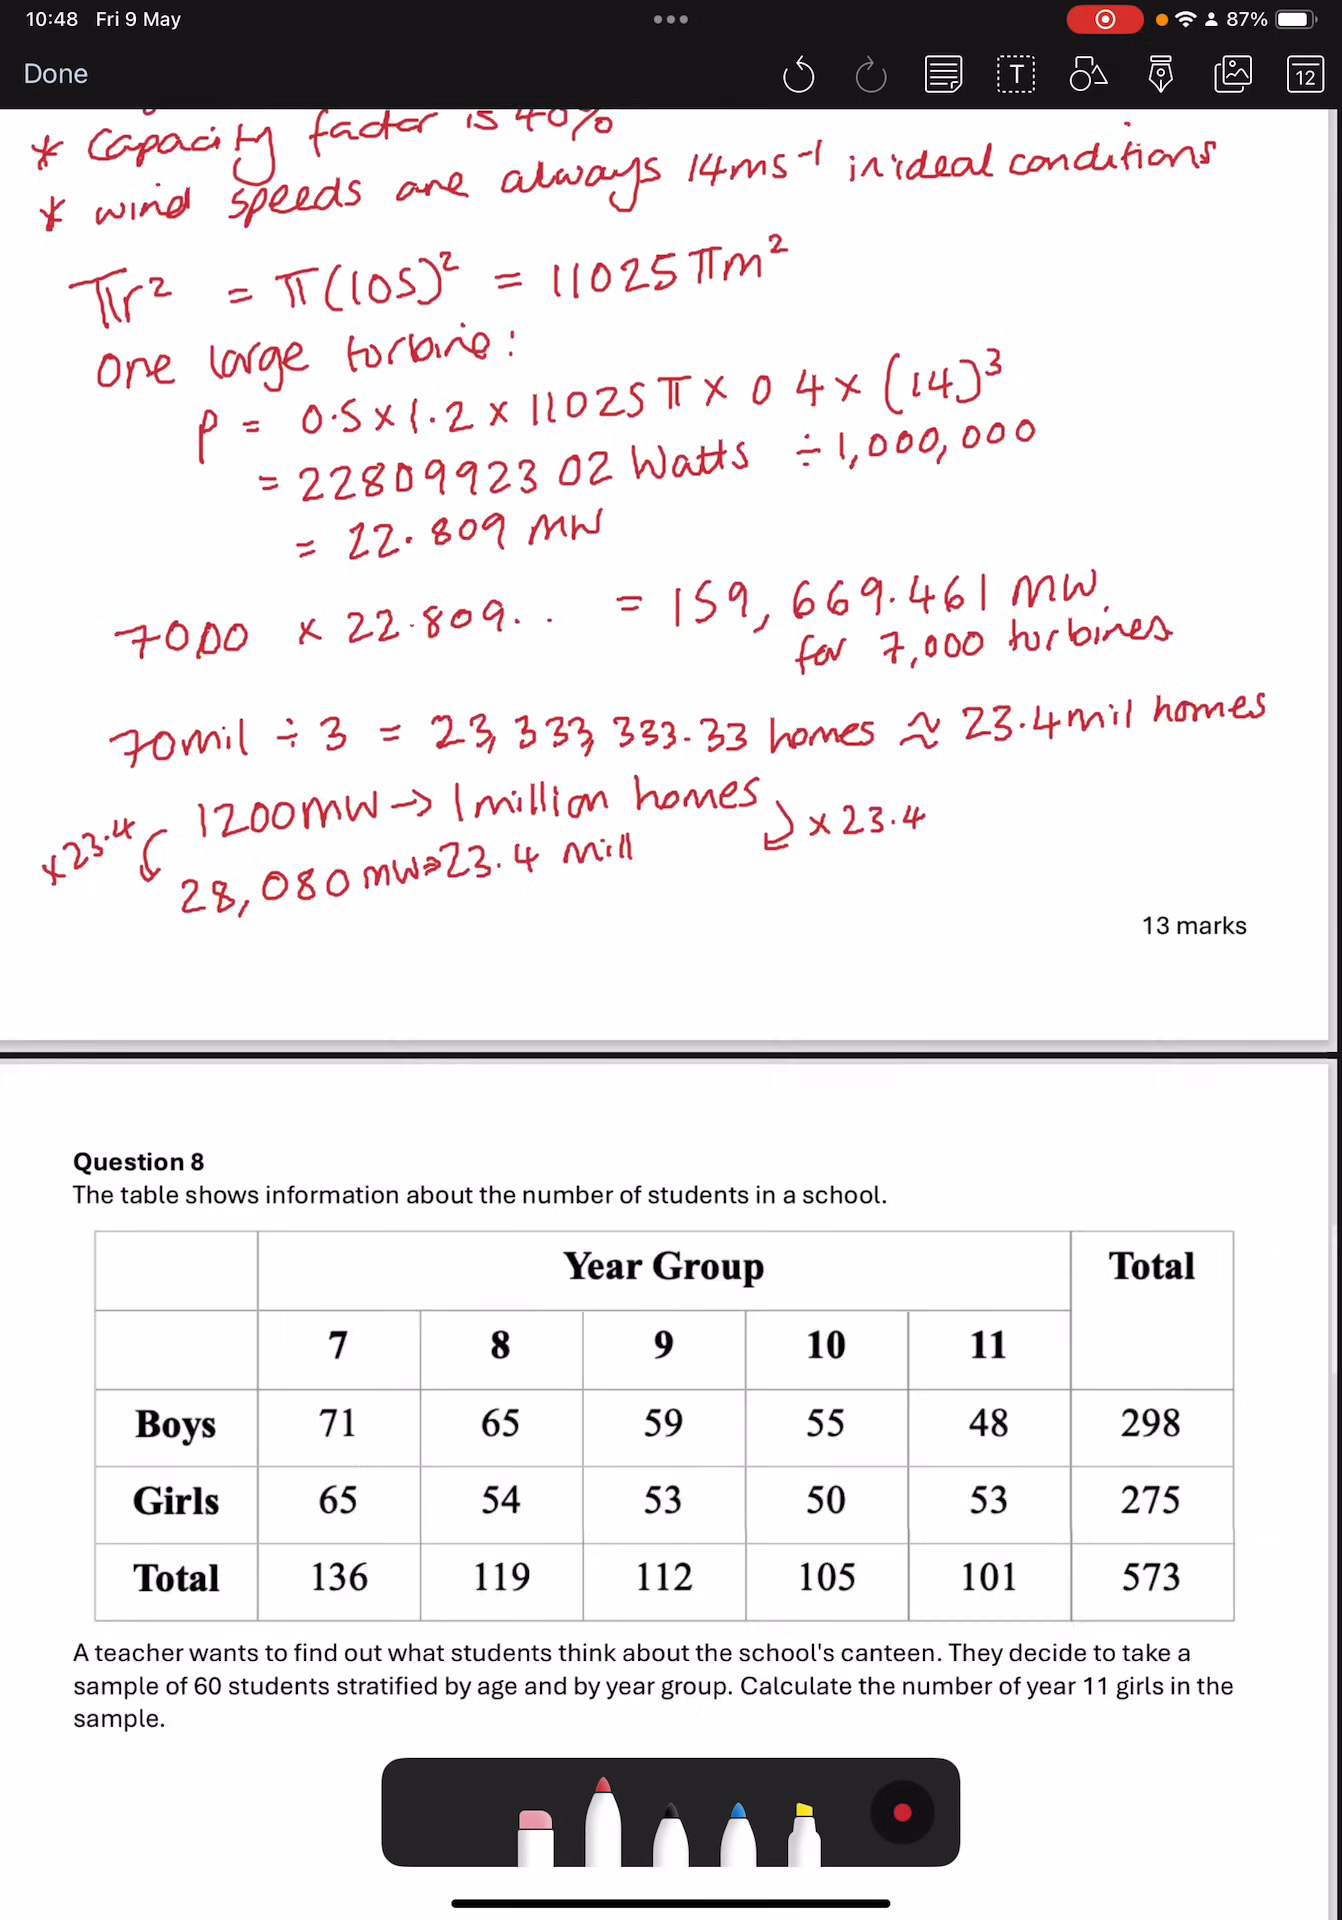 10:48 Fri 9 May
87%
Done
T
12
* Capacity factor is 40%
* wind speeds are always 14ms⁻¹ in ideal conditions
πr² = π(105)² = 11025πm²
One large turbine:
P = 0.5 × 1.2 × 11025π × 0 4 × (14)³
= 22809923 02 Watts ÷ 1,000,000
= 22.809 MW
7000 × 22.809.. = 159,669.461 MW
for 7,000 turbines
70mil ÷ 3 = 23,333,333.33 homes ≈ 23.4mil homes
×23.4 1200MW → 1 million homes × 23.4
28,080 MW → 23.4 mill
13 marks
Question 8
The table shows information about the number of students in a school.
Year Group Total
7 8 9 10 11
Boys 71 65 59 55 48 298
Girls 65 54 53 50 53 275
Total 136 119 112 105 101 573
A teacher wants to find out what students think about the school's canteen. They decide to take a
sample of 60 students stratified by age and by year group. Calculate the number of year 11 girls in the
sample.